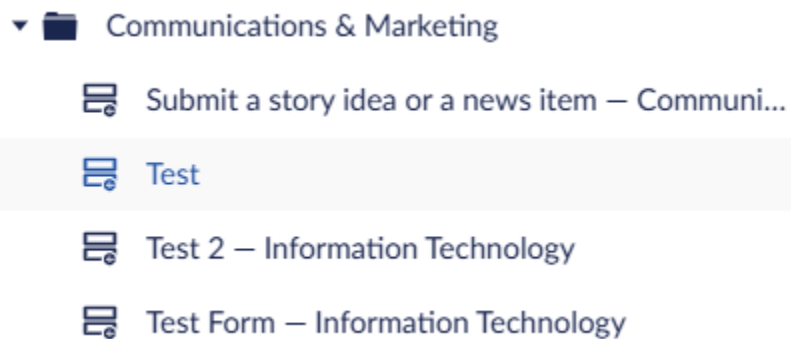 Communications & Marketing
Submit a story idea or a news item — Communi...
Test
Test 2 — Information Technology
Test Form — Information Technology